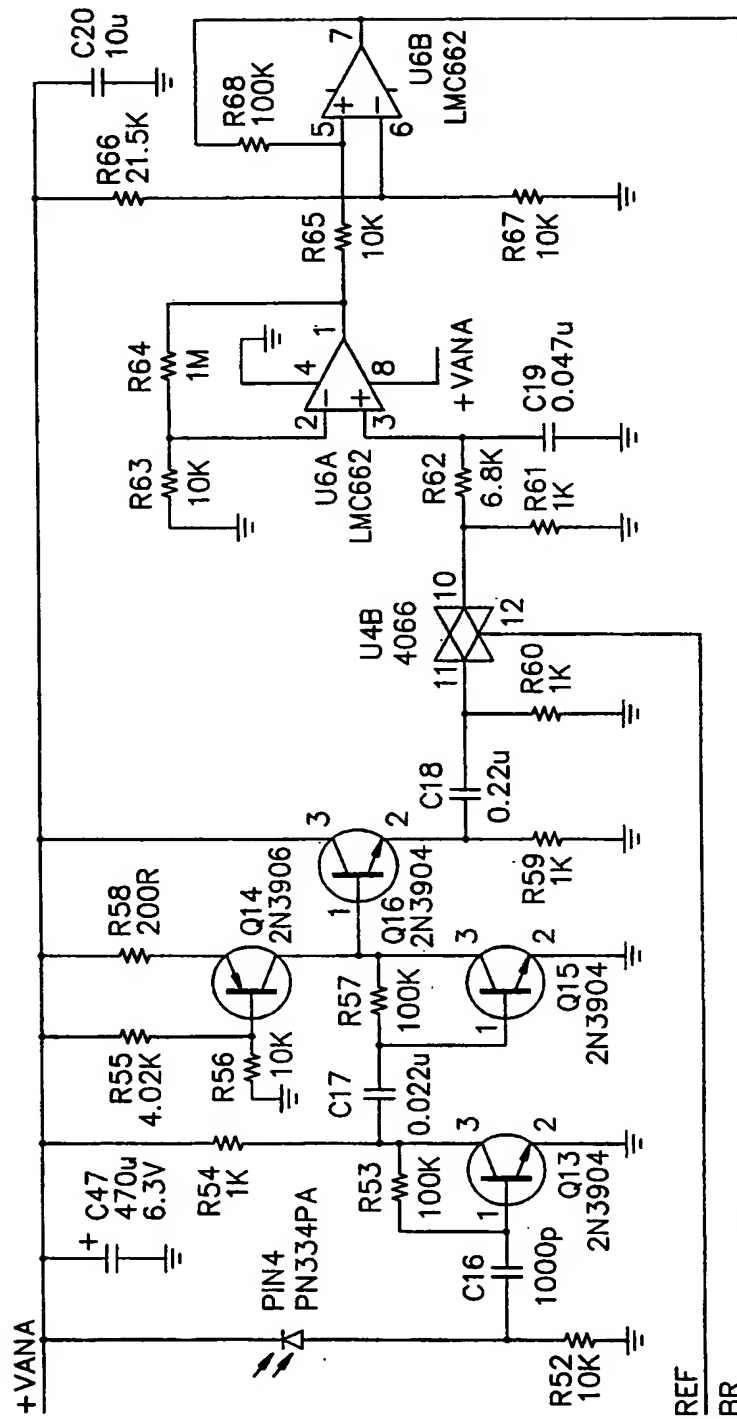 +VANA
C47
470u
6.3V
+
PIN4
PN334PA
R52
10K
C16
1000p
R53
100K
R54
1K
Q13
2N3904
1
2
3
R55
4.02K
R56
10K
C17
0.022u
R57
100K
R58
200R
Q14
2N3906
Q15
2N3904
1
2
3
Q16
2N3904
1
2
3
R59
1K
C18
0.22u
R60
1K
U4B
4066
11
10
12
R61
1K
R62
6.8K
C19
0.047u
+VANA
R63
10K
R64
1M
U6A
LMC662
2
3
4
8
1
−
+
R65
10K
R66
21.5K
R67
10K
R68
100K
U6B
LMC662
5
6
7
+
−
C20
10u
REF
BR